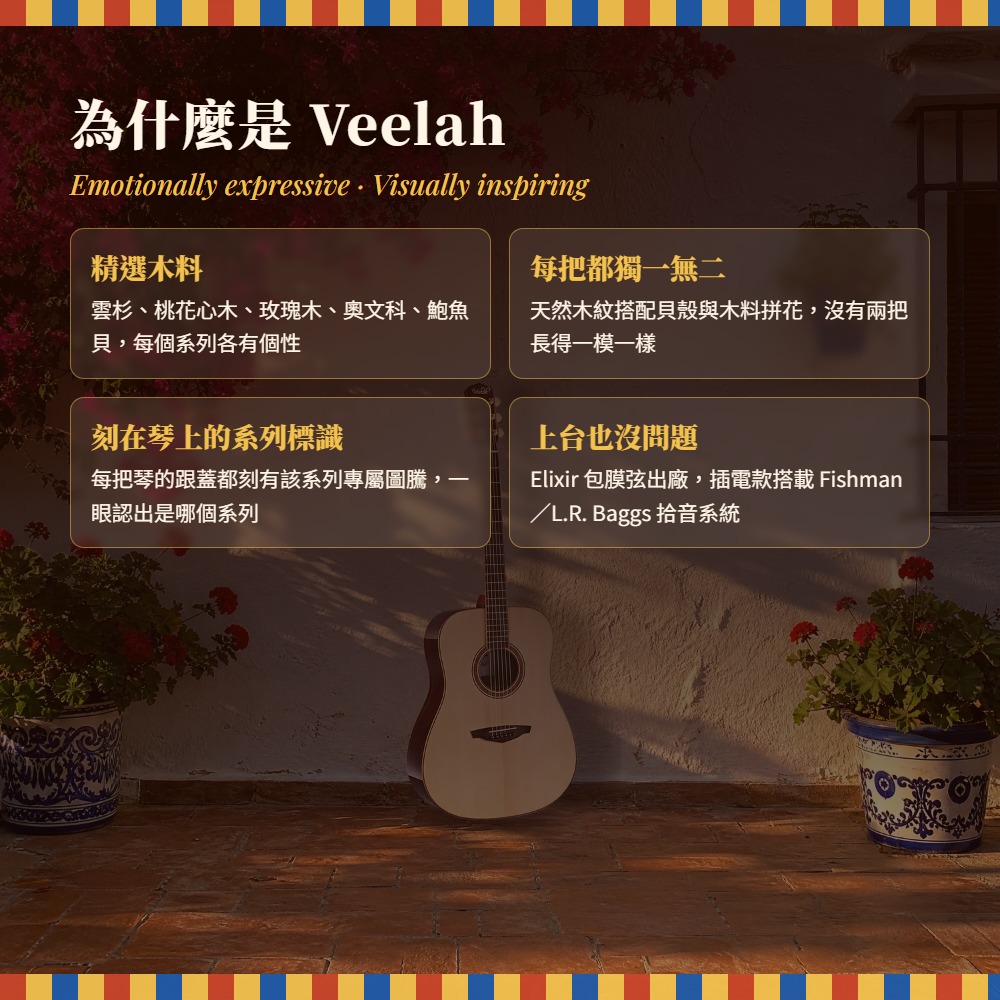 為什麼是 Veelah
Emotionally expressive · Visually inspiring
精選木料
雲杉、桃花心木、玫瑰木、奧文科、鮑魚
貝，每個系列各有個性
每把都獨一無二
天然木紋搭配貝殼與木料拼花，沒有兩把
長得一模一樣
刻在琴上的系列標識
每把琴的跟蓋都刻有該系列專屬圖騰，一
眼認出是哪個系列
上台也沒問題
Elixir 包膜弦出廠，插電款搭載 Fishman
／L.R. Baggs 拾音系統